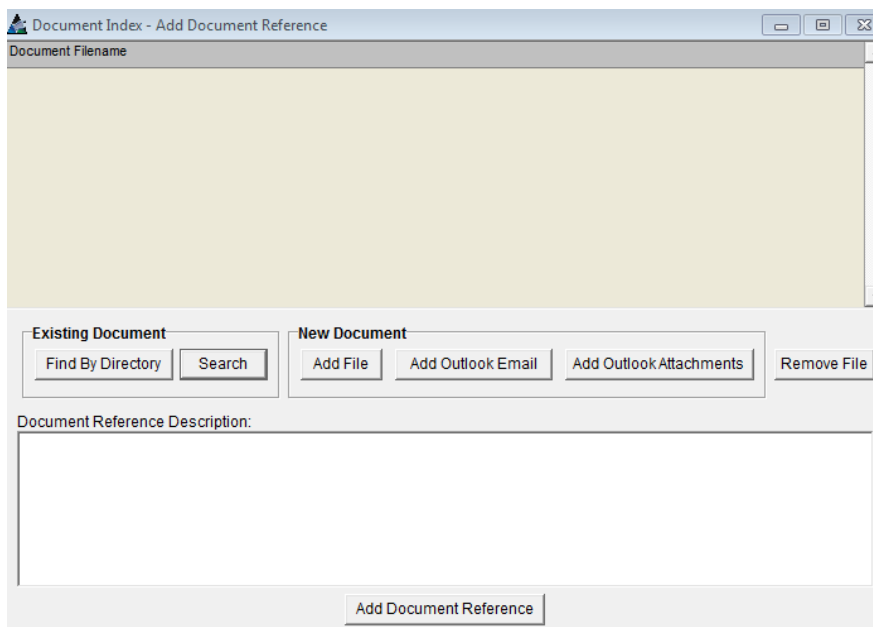 Document Index - Add Document Reference
Document Filename
Existing Document
New Document
Find By Directory
Search
Add File
Add Outlook Email
Add Outlook Attachments
Remove File
Document Reference Description:
Add Document Reference